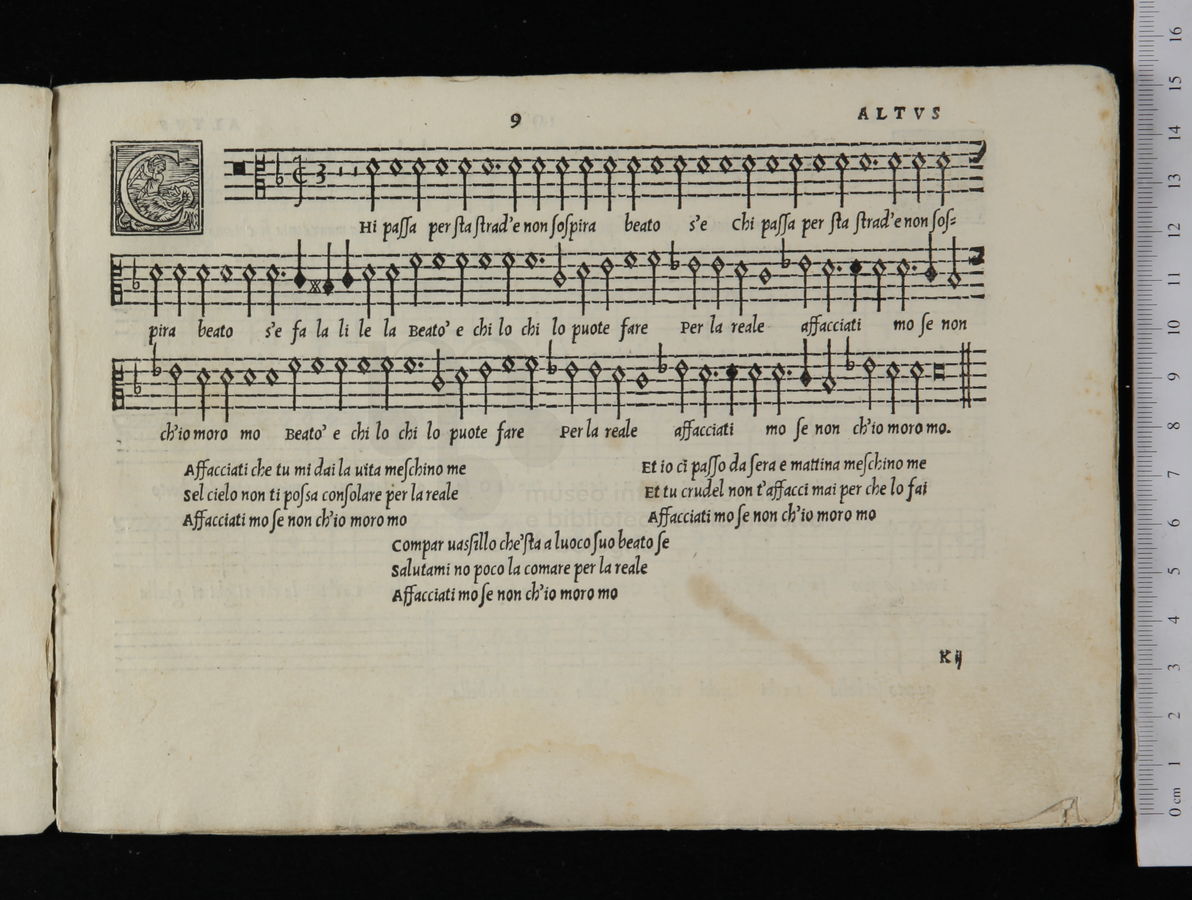 9
ALTVS
CHi passa per sta strad'e non sospira beato s'e Chi passa per sta strad'e non sos=
pira beato s'e fa la li le la Beato' e chi lo chi lo puote fare Per la reale affacciati mo se non
ch'io moro mo Beato' e chi lo chi lo puote fare Per la reale affacciati mo se non ch'io moro mo.
Affacciati che tu mi dai la uita meschino me
Sel cielo non ti possa consolare per la reale
Affacciati mo se non ch'io moro mo
Et io ci passo da sera e mattina meschino me
Et tu crudel non t'affacci mai per che lo fai
Affacciati mo se non ch'io moro mo
Compar uassillo che'sta a luoco suo beato se
Salutami no poco la comare per la reale
Affacciati mo se non ch'io moro mo
K ij
museo in
e bibliote
0 cm 1 2 3 4 5 6 7 8 9 10 11 12 13 14 15 16